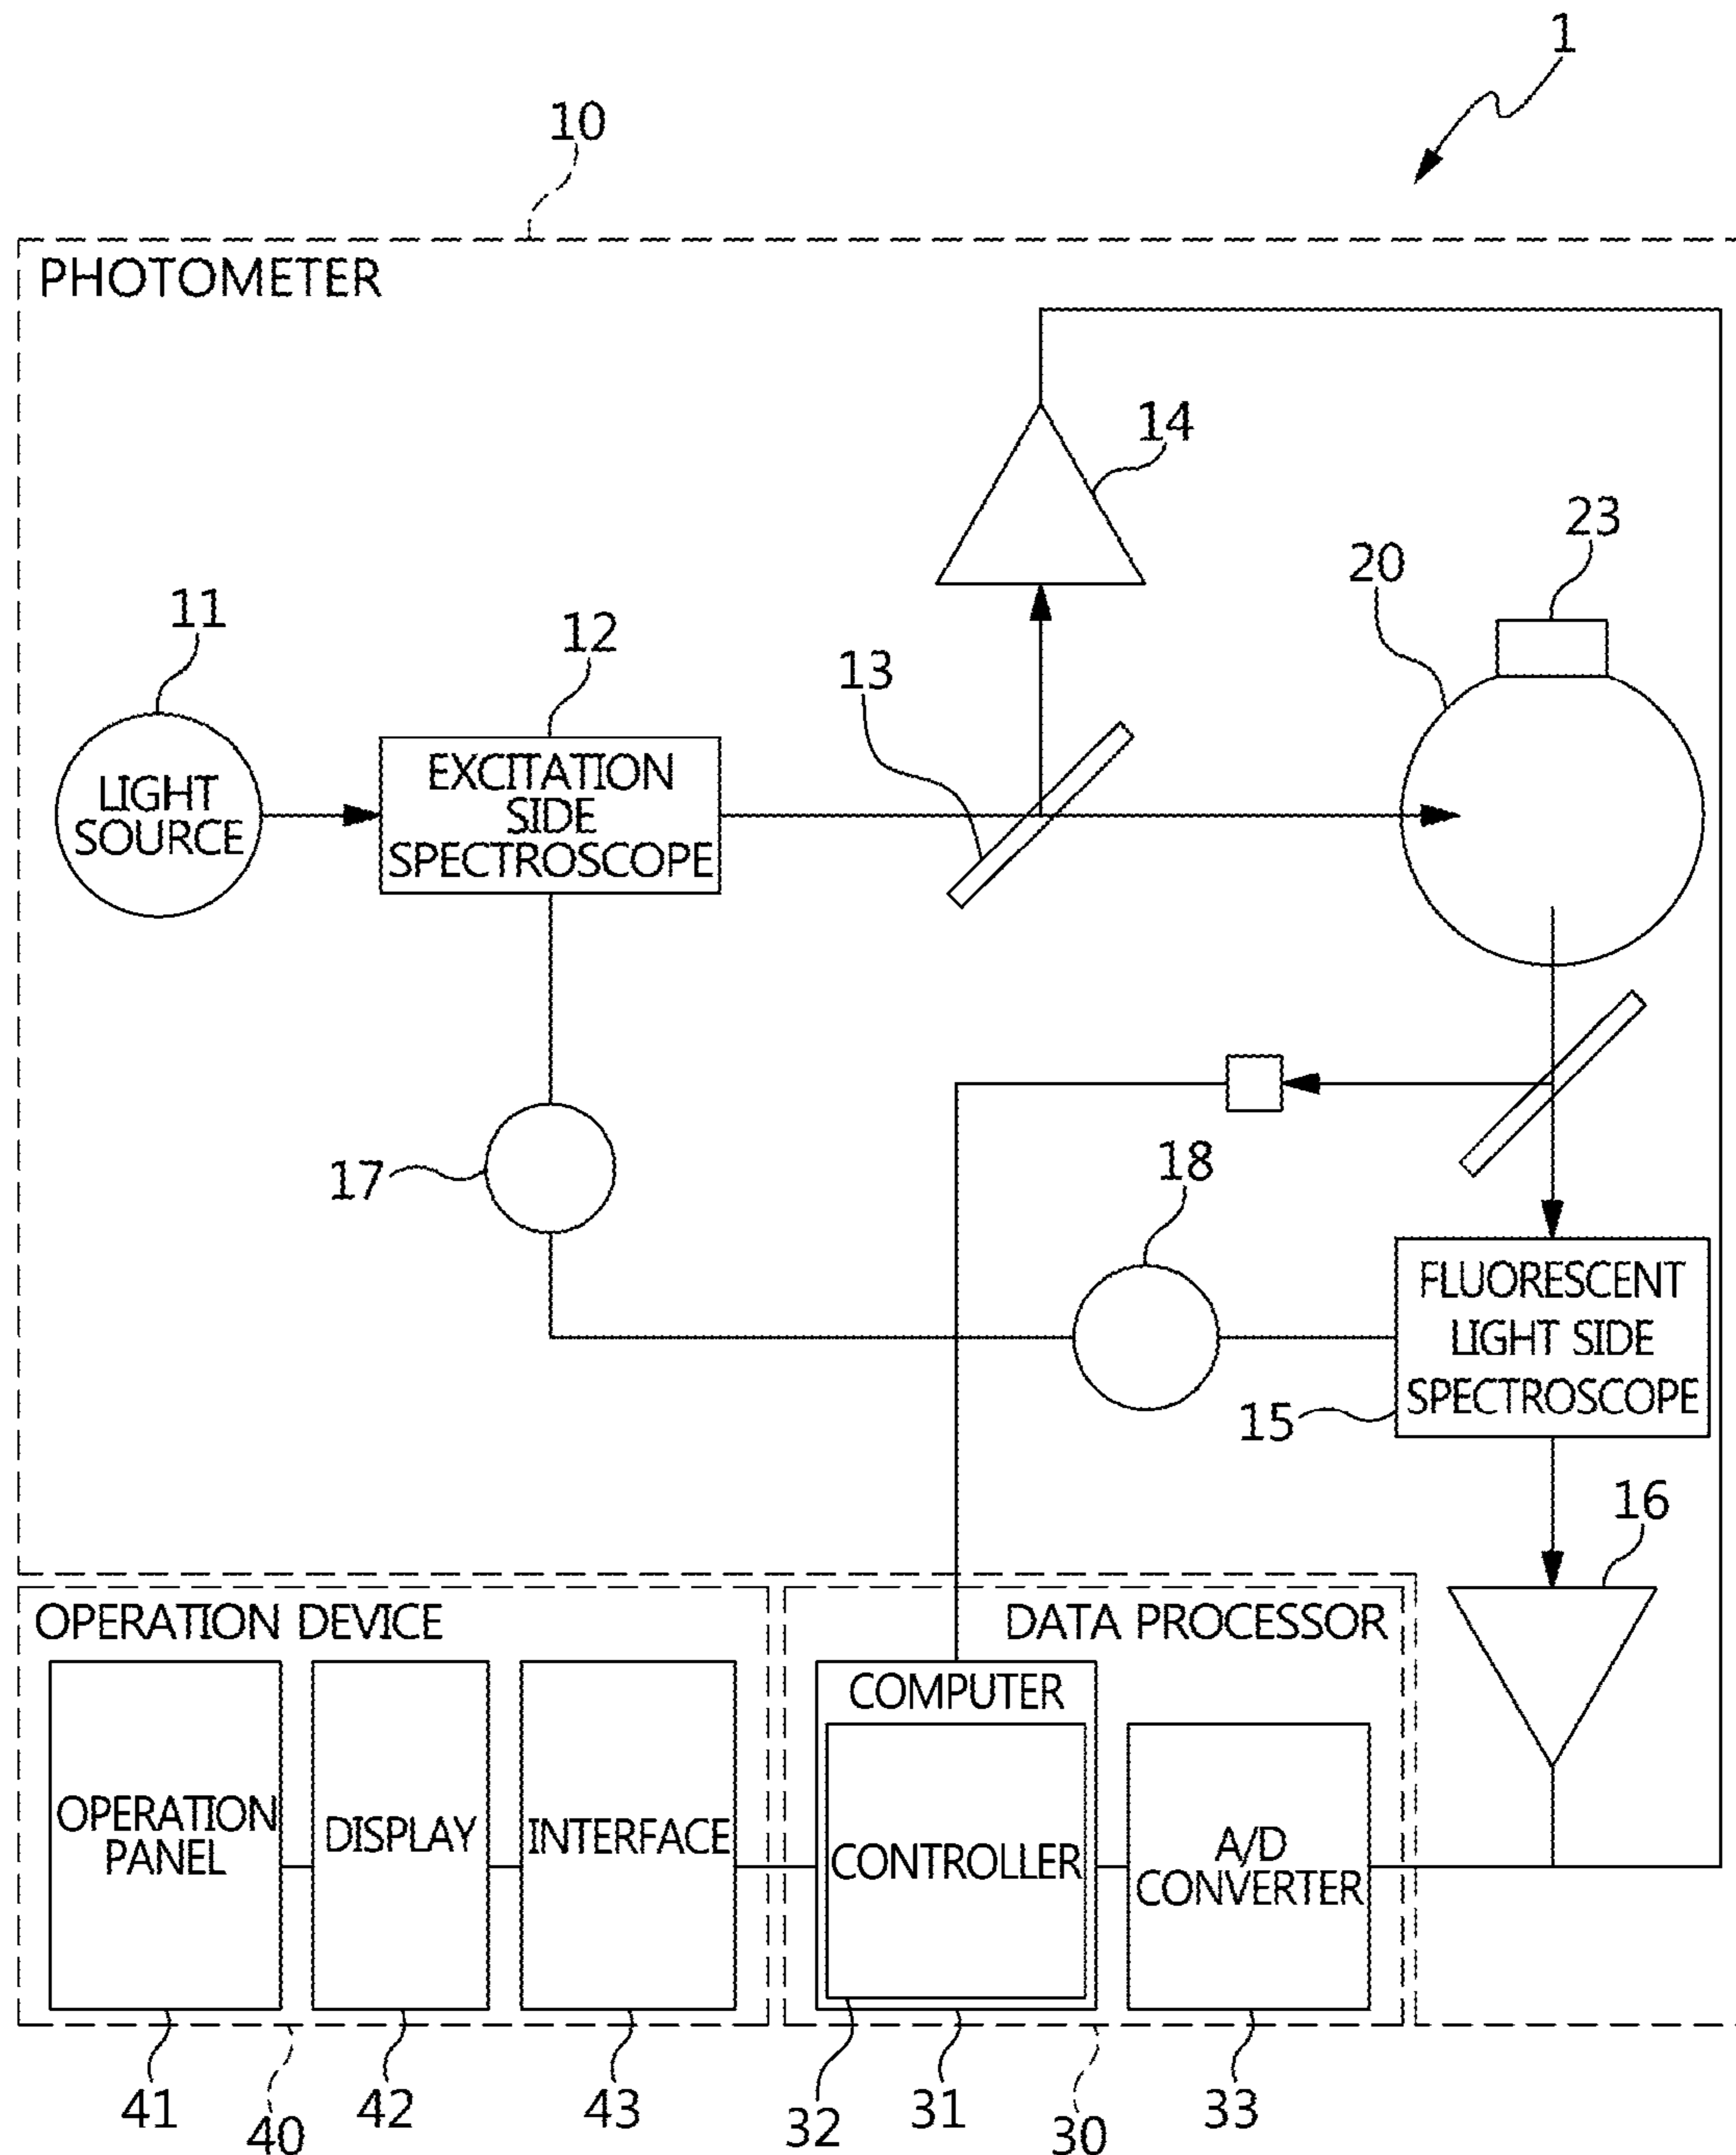 1
10
PHOTOMETER
14
23
20
11
12
13
LIGHT
SOURCE
EXCITATION
SIDE
SPECTROSCOPE
17
18
FLUORESCENT
LIGHT SIDE
SPECTROSCOPE
15
16
OPERATION DEVICE
DATA PROCESSOR
COMPUTER
OPERATION
PANEL
DISPLAY
INTERFACE
CONTROLLER
A/D
CONVERTER
41
40
42
43
32
31
30
33